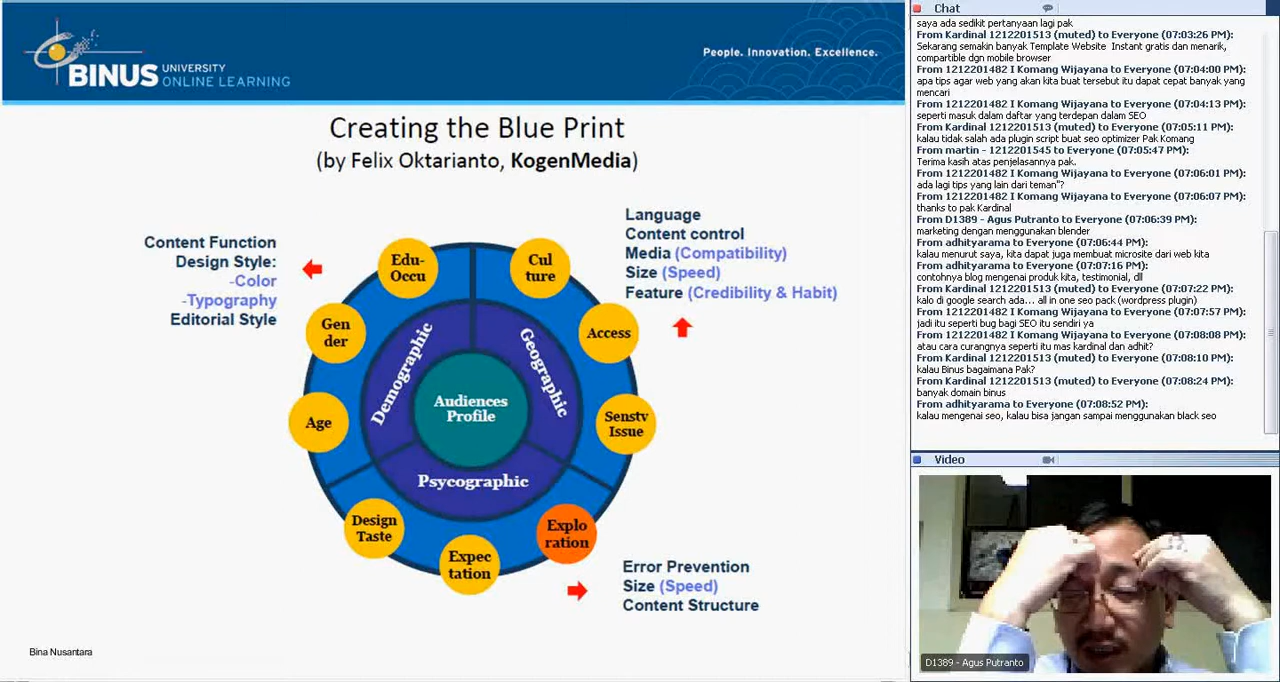 BINUS UNIVERSITY
ONLINE LEARNING
People. Innovation. Excellence.
Creating the Blue Print
(by Felix Oktarianto, KogenMedia)
Content Function
Design Style:
-Color
-Typography
Editorial Style
Language
Content control
Media (Compatibility)
Size (Speed)
Feature (Credibility & Habit)
Edu-
Occu
Cul
ture
Gen
der
Access
Age
Senstv
Issue
Design
Taste
Expec
tation
Explo
ration
Demographic
Geographic
Psycographic
Audiences
Profile
Error Prevention
Size (Speed)
Content Structure
Bina Nusantara
Chat
saya ada sedikit pertanyaan lagi pak
From Kardinal 1212201513 (muted) to Everyone (07:03:26 PM):
Sekarang semakin banyak Template Website Instant gratis dan menarik,
compartible dgn mobile browser
From 1212201482 I Komang Wijayana to Everyone (07:04:00 PM):
apa tips agar web yang akan kita buat tersebut itu dapat cepat banyak yang
mencari
From 1212201482 I Komang Wijayana to Everyone (07:04:13 PM):
seperti masuk dalam daftar yang terdepan dalam SEO
From Kardinal 1212201513 (muted) to Everyone (07:05:11 PM):
kalau tidak salah ada plugin script buat seo optimizer Pak Komang
From martin - 1212201545 to Everyone (07:05:47 PM):
Terima kasih atas penjelasannya pak.
From 1212201482 I Komang Wijayana to Everyone (07:06:01 PM):
ada lagi tips yang lain dari teman"?
From 1212201482 I Komang Wijayana to Everyone (07:06:07 PM):
thanks to pak Kardinal
From D1389 - Agus Putranto to Everyone (07:06:39 PM):
marketing dengan menggunakan blender
From adhityarama to Everyone (07:06:44 PM):
kalau menurut saya, kita dapat juga membuat microsite dari web kita
From adhityarama to Everyone (07:07:16 PM):
contohnya blog mengenai produk kita, testimonial, dll
From Kardinal 1212201513 (muted) to Everyone (07:07:22 PM):
kalo di google search ada... all in one seo pack (wordpress plugin)
From 1212201482 I Komang Wijayana to Everyone (07:07:57 PM):
jadi itu seperti bug bagi SEO itu sendiri ya
From 1212201482 I Komang Wijayana to Everyone (07:08:08 PM):
atau cara curangnya seperti itu mas kardinal dan adhit?
From Kardinal 1212201513 (muted) to Everyone (07:08:10 PM):
kalau Binus bagaimana Pak?
From Kardinal 1212201513 (muted) to Everyone (07:08:24 PM):
banyak domain binus
From adhityarama to Everyone (07:08:52 PM):
kalau mengenai seo, kalau bisa jangan sampai menggunakan black seo
Video
D1389 - Agus Putranto